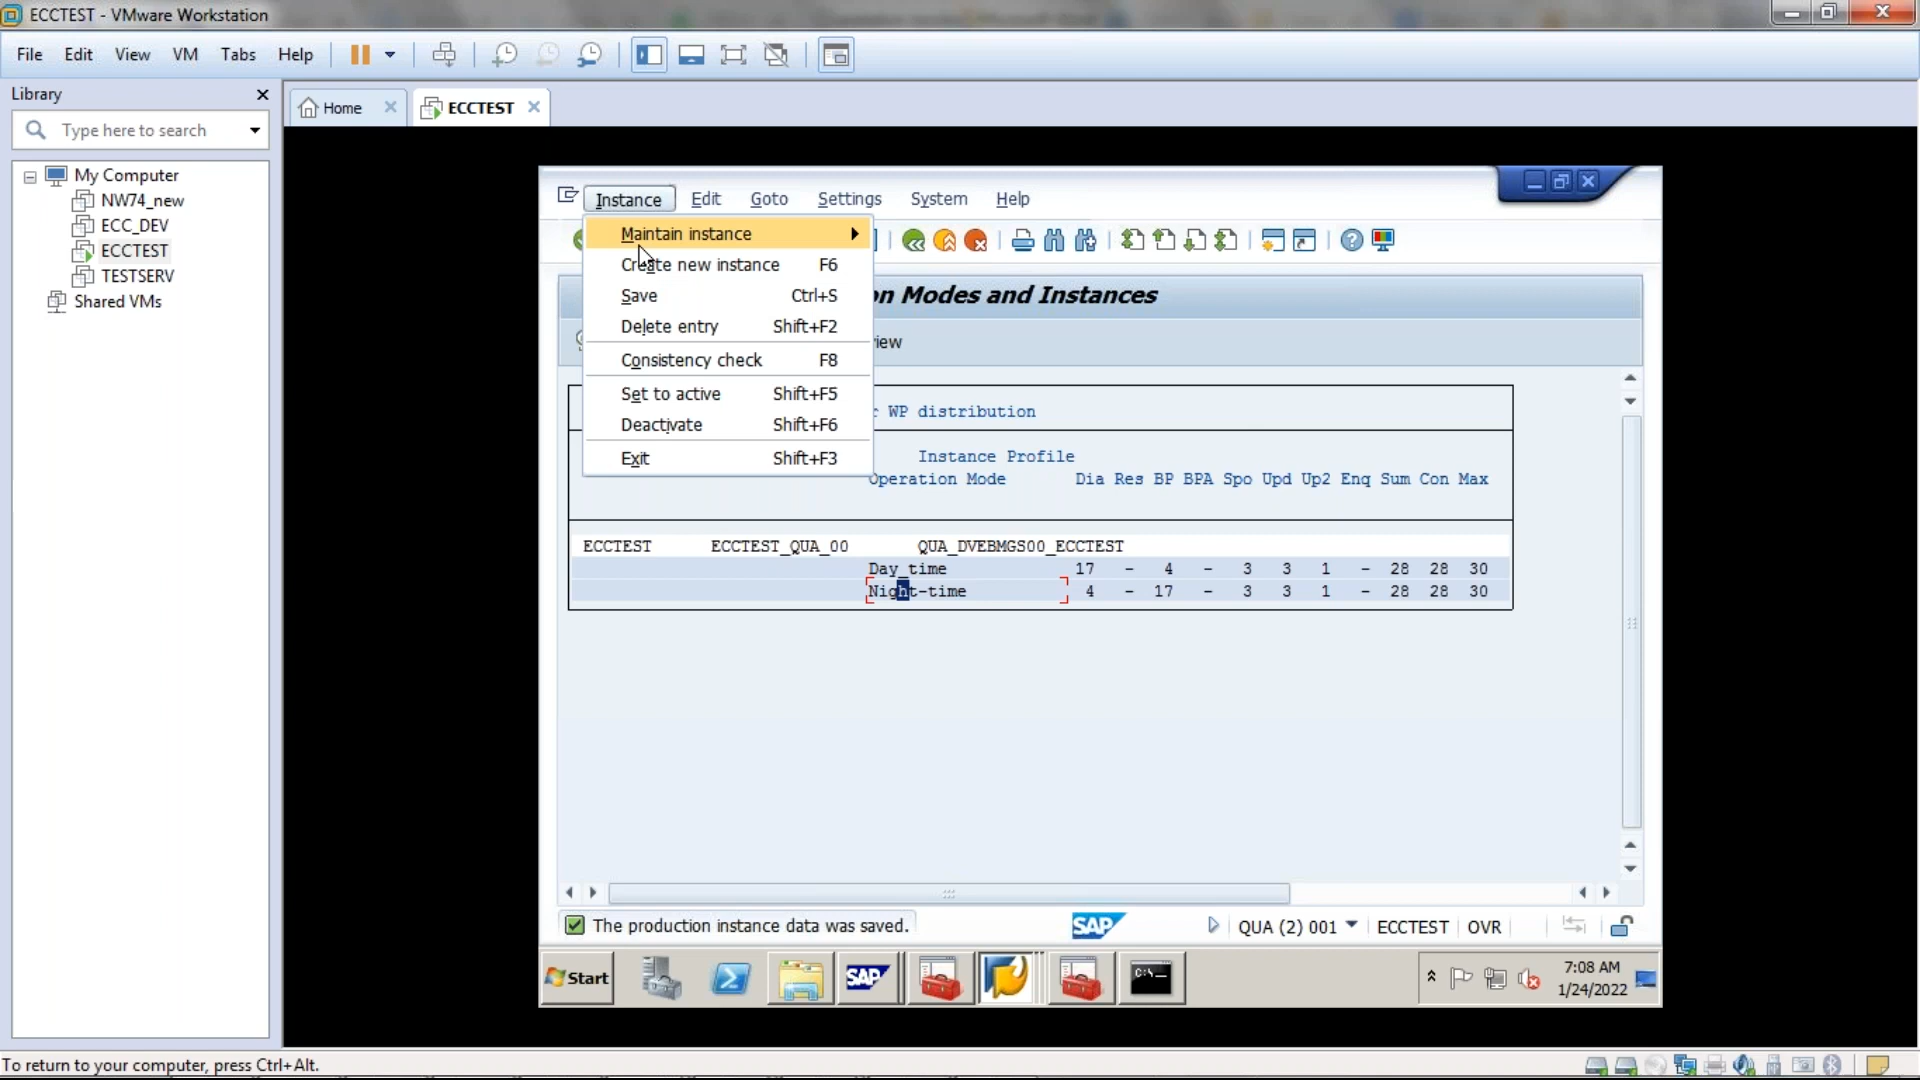 ECCTEST - VMware Workstation
File Edit View VM Tabs Help
Library
Type here to search
My Computer
NW74_new
ECC_DEV
ECCTEST
TESTSERV
Shared VMs
Home
ECCTEST
Instance Edit Goto Settings System Help
Maintain instance
Create new instance F6
Save Ctrl+S
Delete entry Shift+F2
Consistency check F8
Set to active Shift+F5
Deactivate Shift+F6
Exit Shift+F3
on Modes and Instances
iew
r WP distribution
Instance Profile
Operation Mode Dia Res BP BPA Spo Upd Up2 Enq Sum Con Max
ECCTEST ECCTEST_QUA_00 QUA_DVEBMGS00_ECCTEST
Day_time 17 - 4 - 3 3 1 - 28 28 30
Night-time 4 - 17 - 3 3 1 - 28 28 30
The production instance data was saved.
SAP
QUA (2) 001 ECCTEST OVR
Start
SAP
C:\
7:08 AM
1/24/2022
To return to your computer, press Ctrl+Alt.